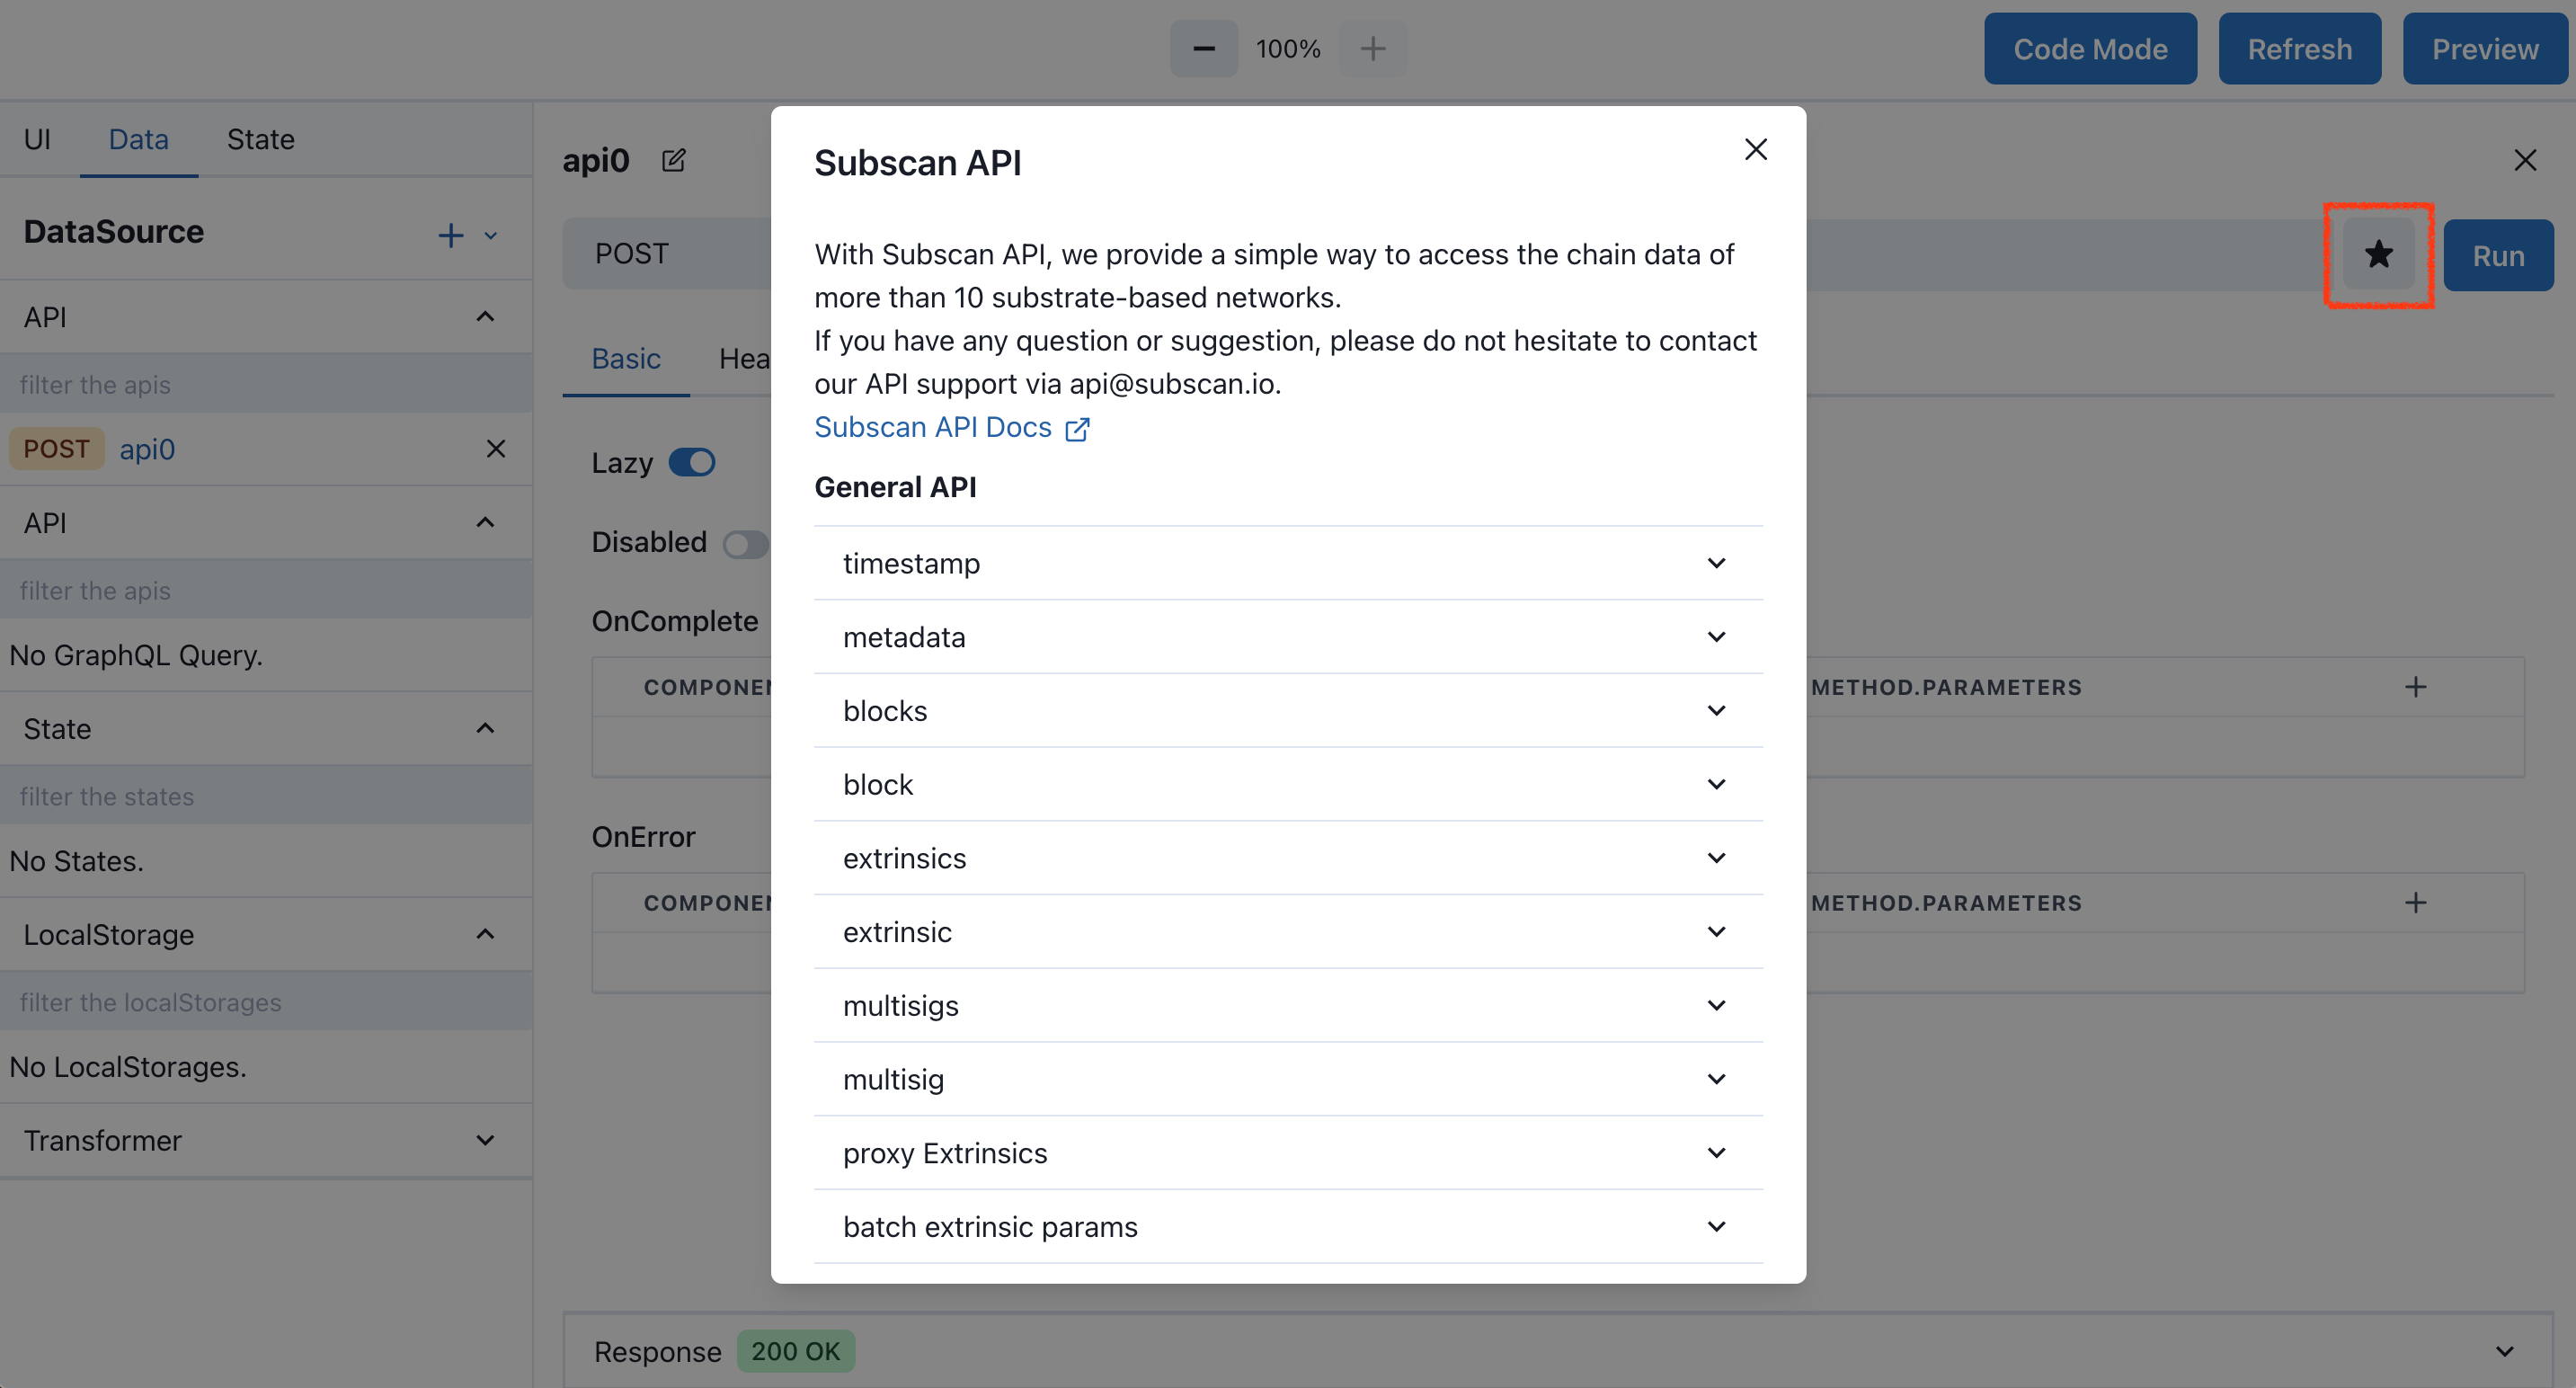 100%
Code Mode
Refresh
Preview
UI
Data
State
DataSource
API
filter the apis
POST
api0
API
filter the apis
No GraphQL Query.
State
filter the states
No States.
LocalStorage
filter the localStorages
No LocalStorages.
Transformer
api0
POST
Run
Basic
Hea
Lazy
Disabled
OnComplete
COMPONEN
METHOD.PARAMETERS
OnError
COMPONEN
METHOD.PARAMETERS
Response
200 OK
Subscan API
With Subscan API, we provide a simple way to access the chain data of
more than 10 substrate-based networks.
If you have any question or suggestion, please do not hesitate to contact
our API support via api@subscan.io.
Subscan API Docs
General API
timestamp
metadata
blocks
block
extrinsics
extrinsic
multisigs
multisig
proxy Extrinsics
batch extrinsic params